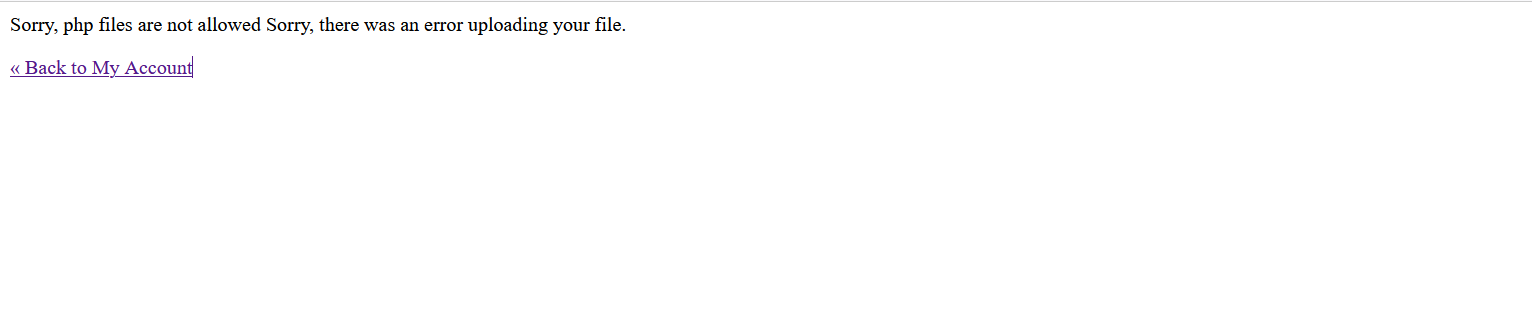 Sorry, php files are not allowed Sorry, there was an error uploading your file.
« Back to My Account